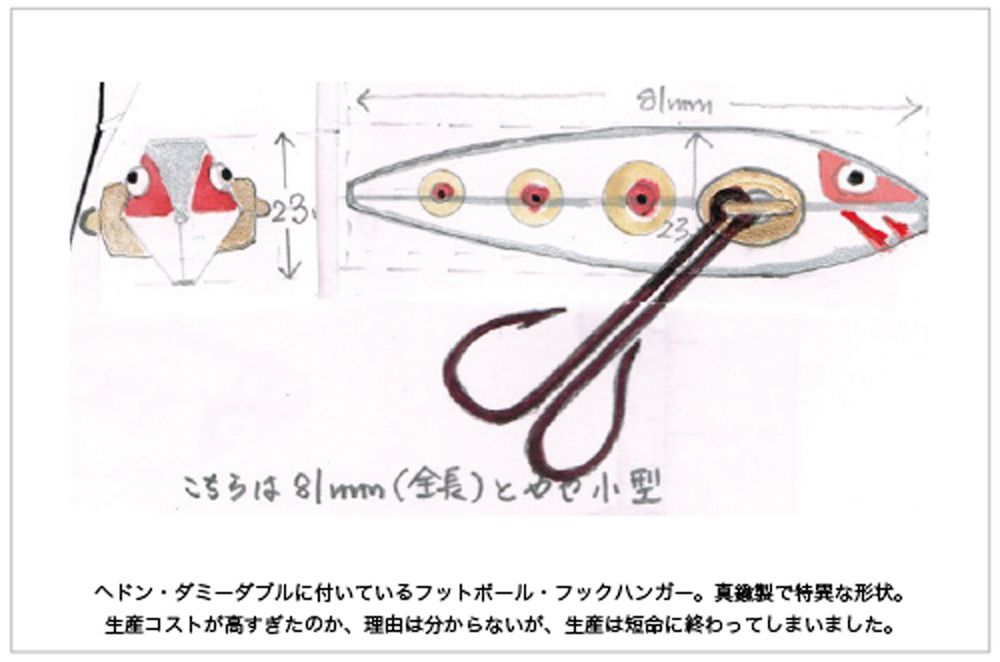 81mm
23
23
こちらは 81mm(全長)とやや小型
ヘドン・ダミーダブルに付いているフットボール・フックハンガー。真鍮製で特異な形状。
生産コストが高すぎたのか、理由は分からないが、生産は短命に終わってしまいました。